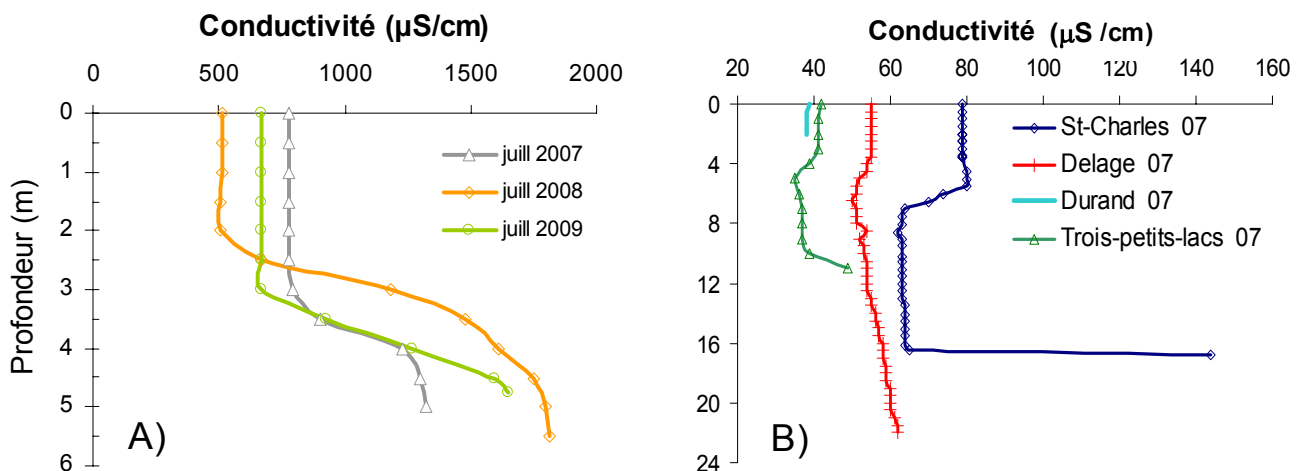 Conductivité (µS/cm)
0 500 1000 1500 2000
Profondeur (m)
0
1
2
3
4
5
6
juill 2007
juill 2008
juill 2009
A)
Conductivité (µS /cm)
20 40 60 80 100 120 140 160
0
4
8
12
16
20
24
St-Charles 07
Delage 07
Durand 07
Trois-petits-lacs 07
B)